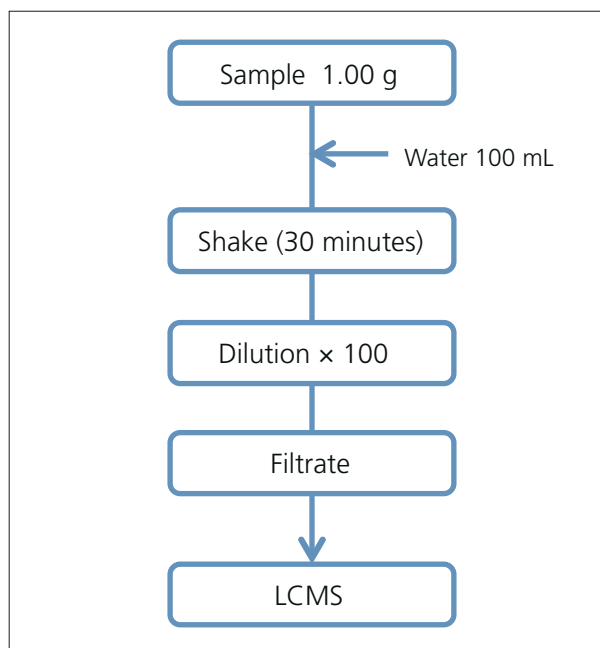 Sample 1.00 g
Water 100 mL
Shake (30 minutes)
Dilution × 100
Filtrate
LCMS